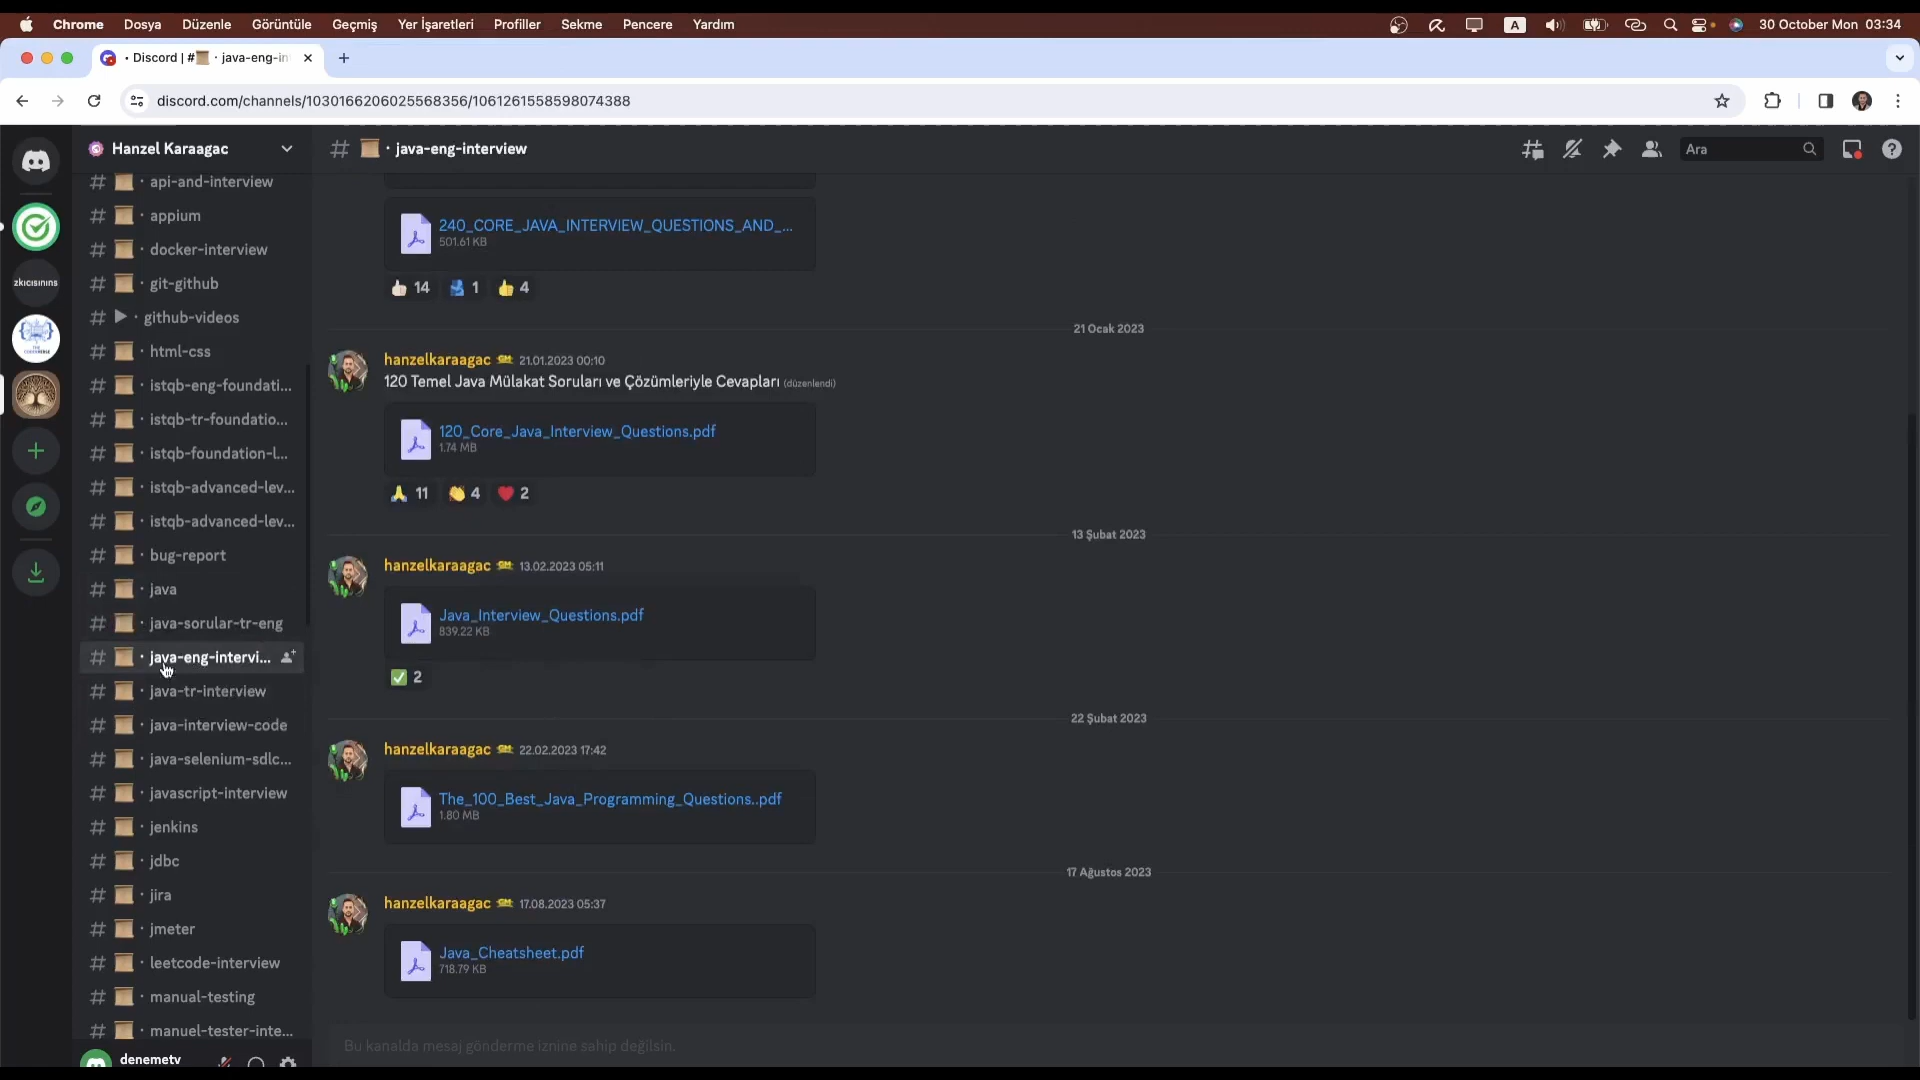 Chrome Dosya Düzenle Görüntüle Geçmiş Yer İşaretleri Profiller Sekme Pencere Yardım A 30 October Mon 03:34
• Discord | # · java-eng-in
discord.com/channels/1030166206025568356/1061261558598074388
Hanzel Karaagac
# · java-eng-interview
Ara
zkıcısınıns
# · api-and-interview
# · appium
# · docker-interview
# · git-github
# · github-videos
# · html-css
# · istqb-eng-foundati...
# · istqb-tr-foundatio...
# · istqb-foundation-l...
# · istqb-advanced-lev...
# · istqb-advanced-lev...
# · bug-report
# · java
# · java-sorular-tr-eng
# · java-eng-intervi...
# · java-tr-interview
# · java-interview-code
# · java-selenium-sdlc...
# · javascript-interview
# · jenkins
# · jdbc
# · jira
# · jmeter
# · leetcode-interview
# · manual-testing
# · manuel-tester-inte...
denemetv
240_CORE_JAVA_INTERVIEW_QUESTIONS_AND_...
501.61 KB
14 1 4
21 Ocak 2023
hanzelkaraagac 21.01.2023 00:10
120 Temel Java Mülakat Soruları ve Çözümleriyle Cevapları (düzenlendi)
120_Core_Java_Interview_Questions.pdf
1.74 MB
11 4 2
13 Şubat 2023
hanzelkaraagac 13.02.2023 05:11
Java_Interview_Questions.pdf
839.22 KB
2
22 Şubat 2023
hanzelkaraagac 22.02.2023 17:42
The_100_Best_Java_Programming_Questions..pdf
1.80 MB
17 Ağustos 2023
hanzelkaraagac 17.08.2023 05:37
Java_Cheatsheet.pdf
718.79 KB
Bu kanalda mesaj gönderme iznine sahip değilsin.